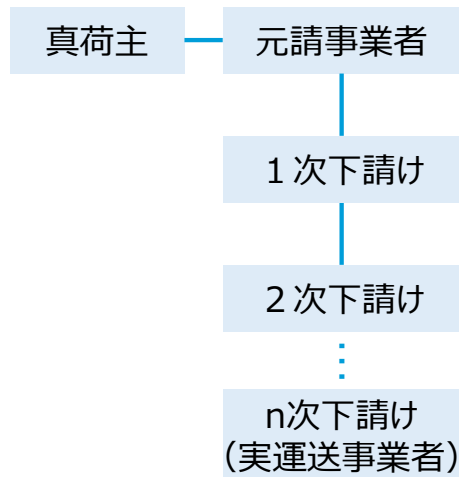 真荷主
元請事業者
１次下請け
２次下請け
n次下請け
（実運送事業者）